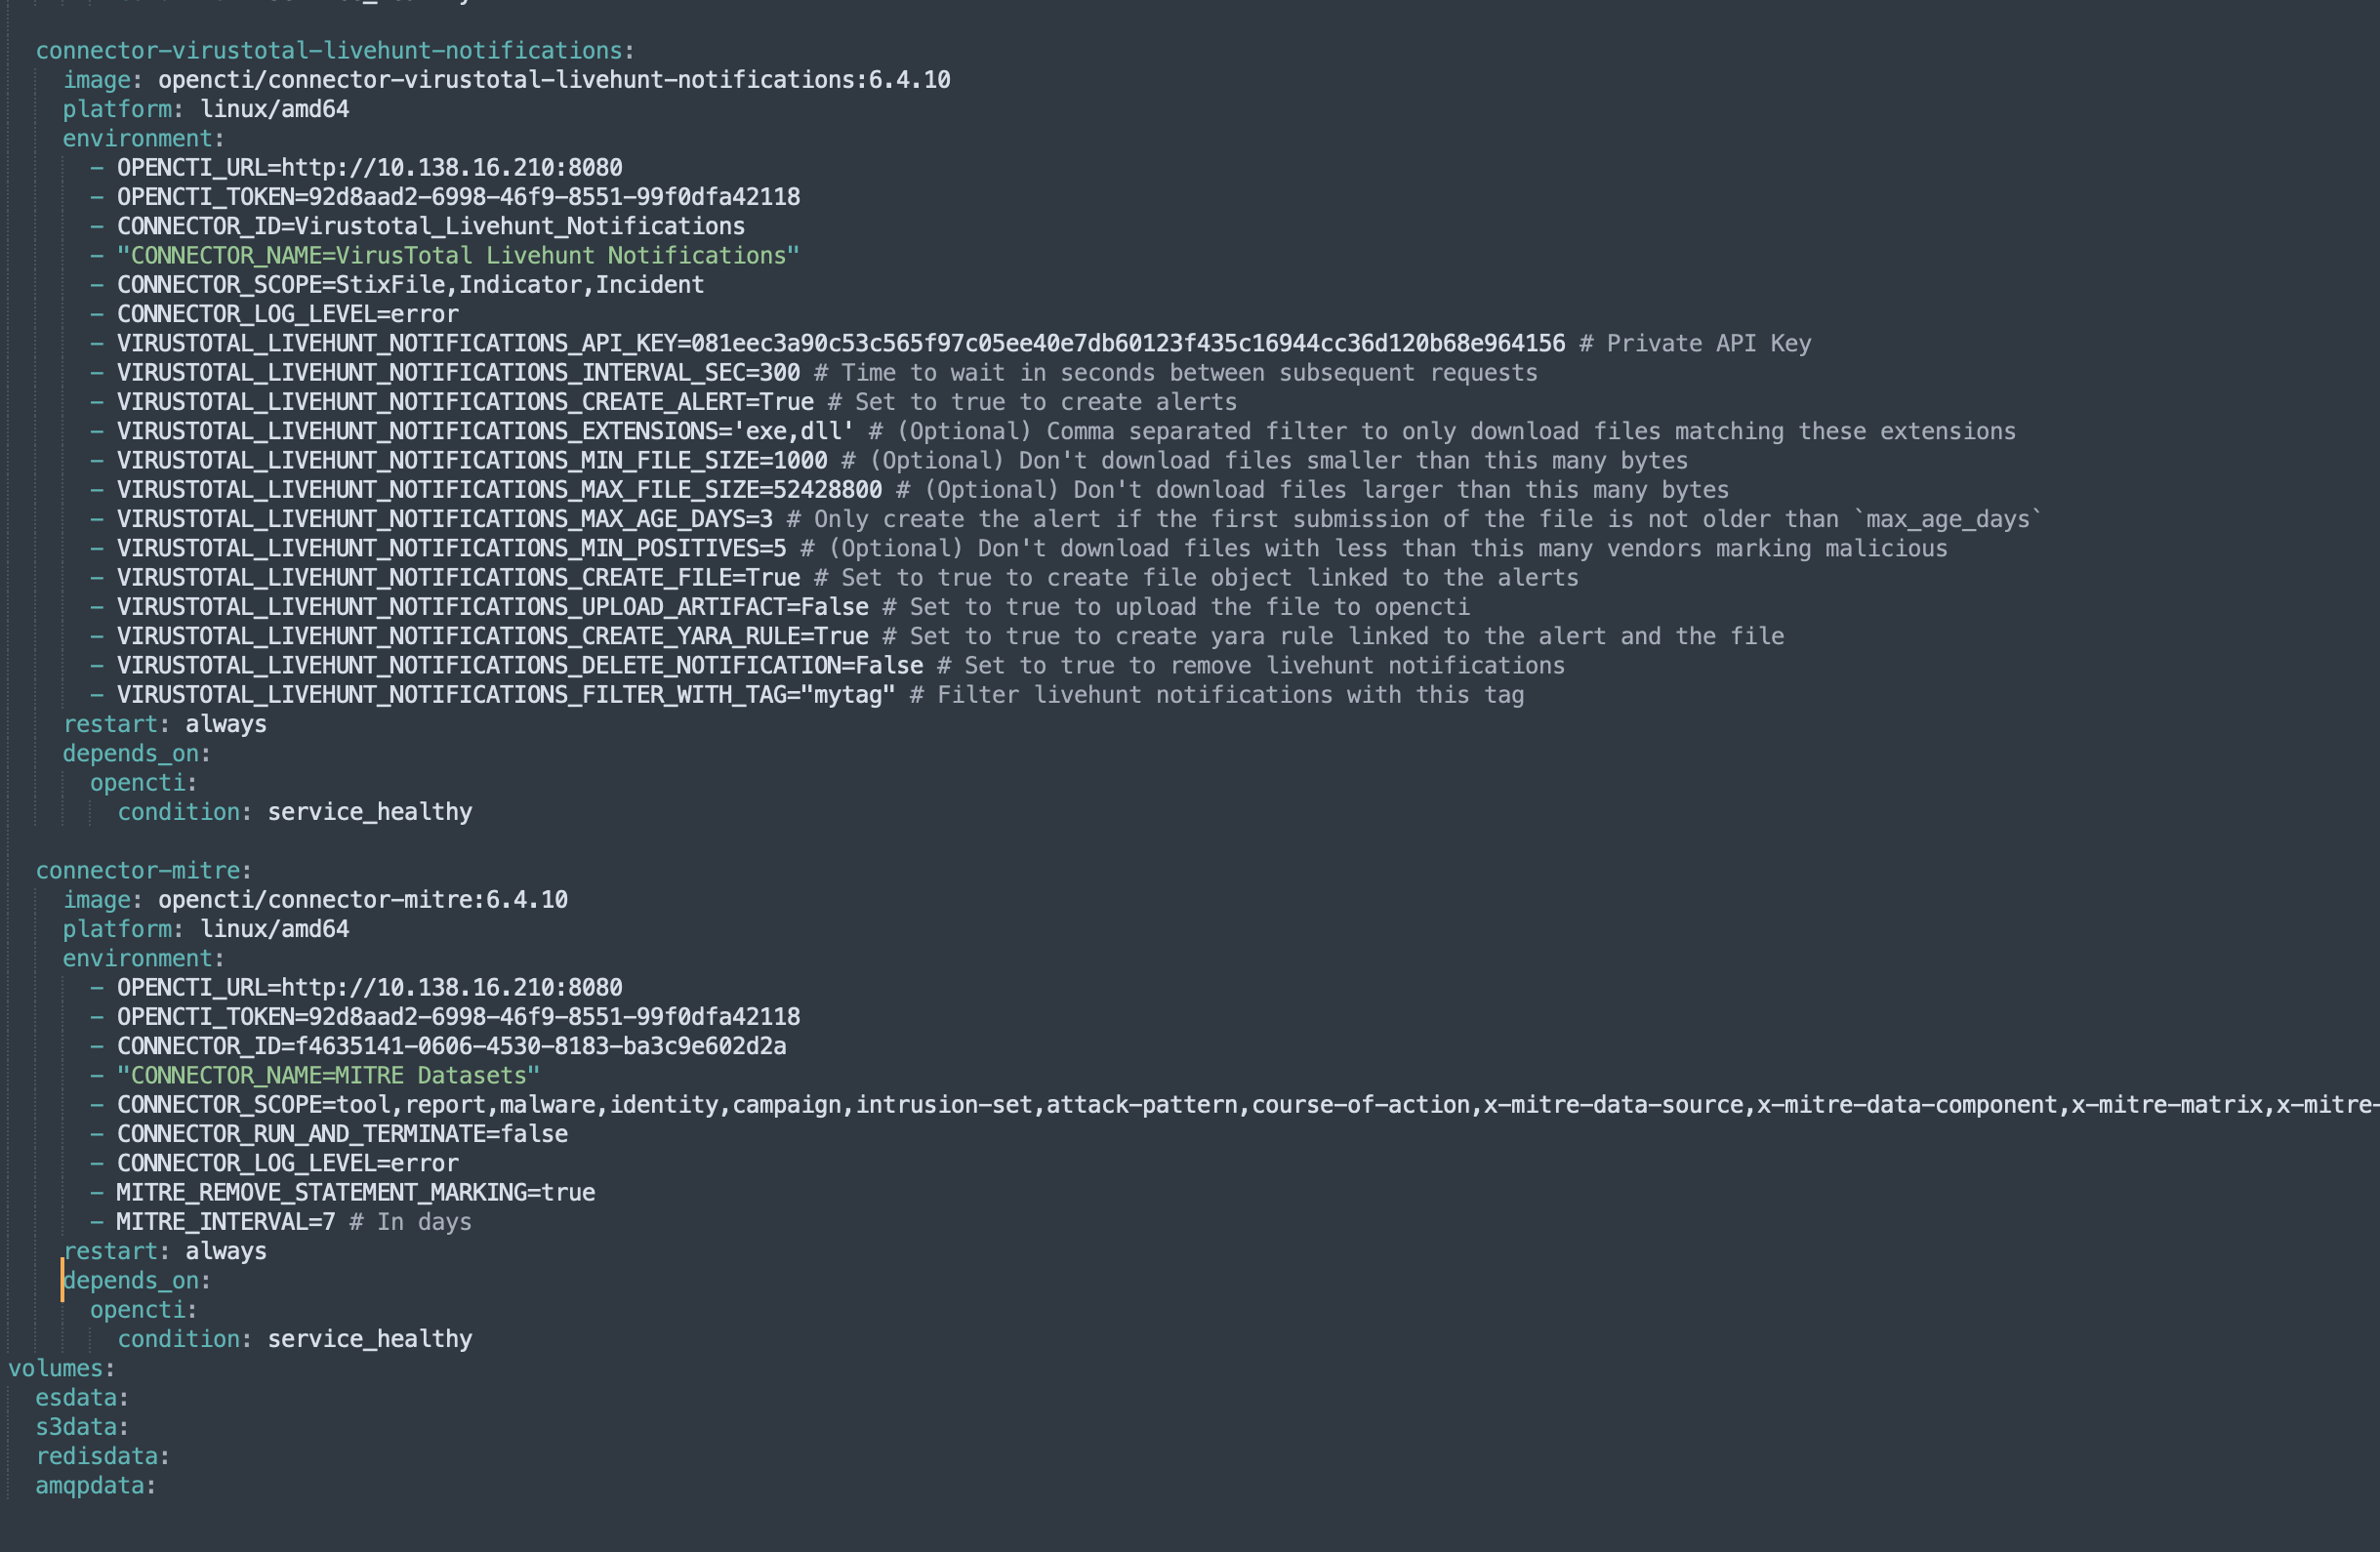 connector-virustotal-livehunt-notifications:
image: opencti/connector-virustotal-livehunt-notifications:6.4.10
platform: linux/amd64
environment:
- OPENCTI_URL=http://10.138.16.210:8080
- OPENCTI_TOKEN=92d8aad2-6998-46f9-8551-99f0dfa42118
- CONNECTOR_ID=Virustotal_Livehunt_Notifications
- "CONNECTOR_NAME=VirusTotal Livehunt Notifications"
- CONNECTOR_SCOPE=StixFile,Indicator,Incident
- CONNECTOR_LOG_LEVEL=error
- VIRUSTOTAL_LIVEHUNT_NOTIFICATIONS_API_KEY=081eec3a90c53c565f97c05ee40e7db60123f435c16944cc36d120b68e964156 # Private API Key
- VIRUSTOTAL_LIVEHUNT_NOTIFICATIONS_INTERVAL_SEC=300 # Time to wait in seconds between subsequent requests
- VIRUSTOTAL_LIVEHUNT_NOTIFICATIONS_CREATE_ALERT=True # Set to true to create alerts
- VIRUSTOTAL_LIVEHUNT_NOTIFICATIONS_EXTENSIONS='exe,dll' # (Optional) Comma separated filter to only download files matching these extensions
- VIRUSTOTAL_LIVEHUNT_NOTIFICATIONS_MIN_FILE_SIZE=1000 # (Optional) Don't download files smaller than this many bytes
- VIRUSTOTAL_LIVEHUNT_NOTIFICATIONS_MAX_FILE_SIZE=52428800 # (Optional) Don't download files larger than this many bytes
- VIRUSTOTAL_LIVEHUNT_NOTIFICATIONS_MAX_AGE_DAYS=3 # Only create the alert if the first submission of the file is not older than `max_age_days`
- VIRUSTOTAL_LIVEHUNT_NOTIFICATIONS_MIN_POSITIVES=5 # (Optional) Don't download files with less than this many vendors marking malicious
- VIRUSTOTAL_LIVEHUNT_NOTIFICATIONS_CREATE_FILE=True # Set to true to create file object linked to the alerts
- VIRUSTOTAL_LIVEHUNT_NOTIFICATIONS_UPLOAD_ARTIFACT=False # Set to true to upload the file to opencti
- VIRUSTOTAL_LIVEHUNT_NOTIFICATIONS_CREATE_YARA_RULE=True # Set to true to create yara rule linked to the alert and the file
- VIRUSTOTAL_LIVEHUNT_NOTIFICATIONS_DELETE_NOTIFICATION=False # Set to true to remove livehunt notifications
- VIRUSTOTAL_LIVEHUNT_NOTIFICATIONS_FILTER_WITH_TAG="mytag" # Filter livehunt notifications with this tag
restart: always
depends_on:
opencti:
condition: service_healthy
connector-mitre:
image: opencti/connector-mitre:6.4.10
platform: linux/amd64
environment:
- OPENCTI_URL=http://10.138.16.210:8080
- OPENCTI_TOKEN=92d8aad2-6998-46f9-8551-99f0dfa42118
- CONNECTOR_ID=f4635141-0606-4530-8183-ba3c9e602d2a
- "CONNECTOR_NAME=MITRE Datasets"
- CONNECTOR_SCOPE=tool,report,malware,identity,campaign,intrusion-set,attack-pattern,course-of-action,x-mitre-data-source,x-mitre-data-component,x-mitre-matrix,x-mitre-
- CONNECTOR_RUN_AND_TERMINATE=false
- CONNECTOR_LOG_LEVEL=error
- MITRE_REMOVE_STATEMENT_MARKING=true
- MITRE_INTERVAL=7 # In days
restart: always
depends_on:
opencti:
condition: service_healthy
volumes:
esdata:
s3data:
redisdata:
amqpdata: